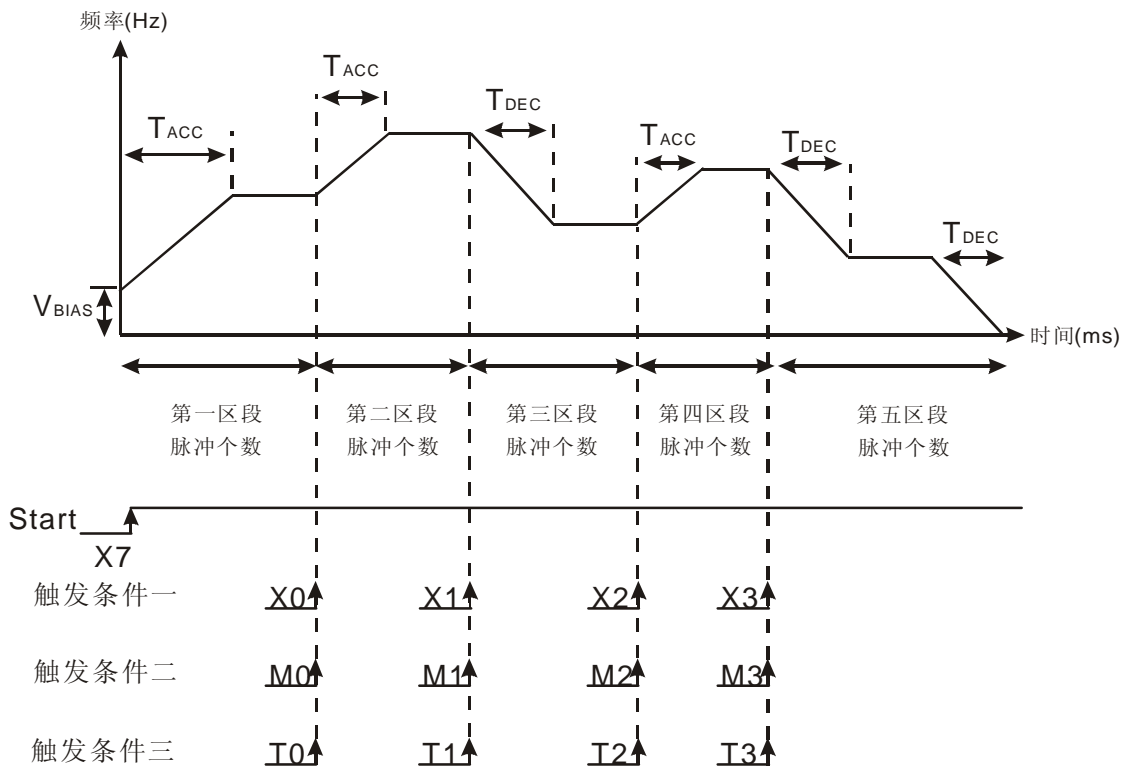 频率(Hz)
TACC
TDEC
TACC
TACC
TDEC
TDEC
VBIAS
时间(ms)
第一区段 第二区段 第三区段 第四区段 第五区段
脉冲个数 脉冲个数 脉冲个数 脉冲个数 脉冲个数
Start
X7
触发条件一 X0 X1 X2 X3
触发条件二 M0 M1 M2 M3
触发条件三 T0 T1 T2 T3